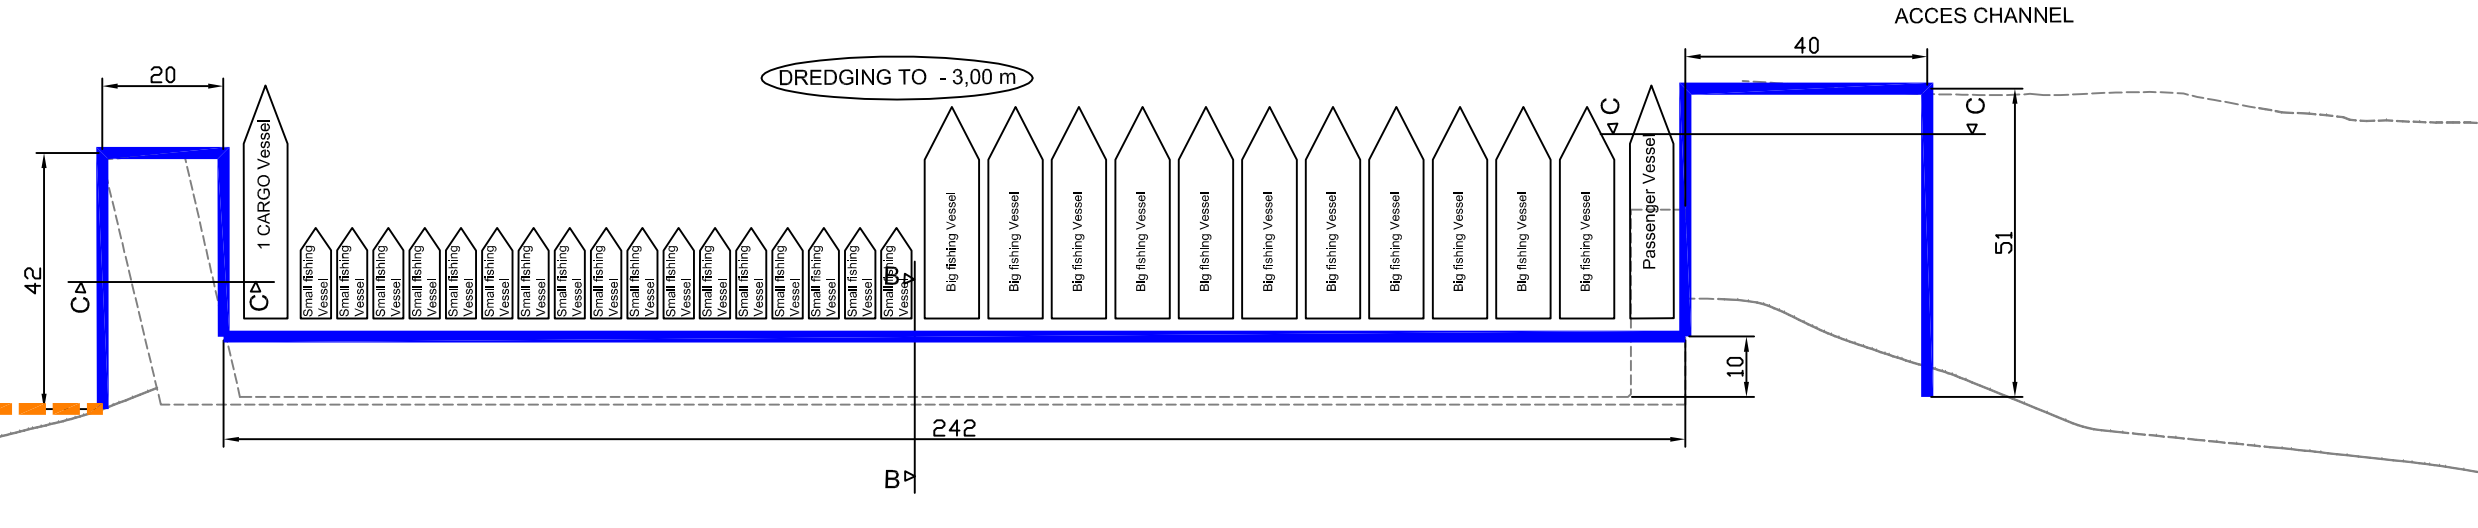 ACCES CHANNEL
40
20
DREDGING TO - 3,00 m
C
C
1 CARGO Vessel
Small fishing
Vessel
Small fishing
Vessel
Small fishing
Vessel
Small fishing
Vessel
Small fishing
Vessel
Small fishing
Vessel
Small fishing
Vessel
Small fishing
Vessel
Small fishing
Vessel
Small fishing
Vessel
Small fishing
Vessel
Small fishing
Vessel
Small fishing
Vessel
Small fishing
Vessel
Small fishing
Vessel
Small fishing
Vessel
Small fishing
Vessel
Big fishing Vessel
Big fishing Vessel
Big fishing Vessel
Big fishing Vessel
Big fishing Vessel
Big fishing Vessel
Big fishing Vessel
Big fishing Vessel
Big fishing Vessel
Big fishing Vessel
Big fishing Vessel
Passenger Vessel
51
42
C
C
B
10
242
B